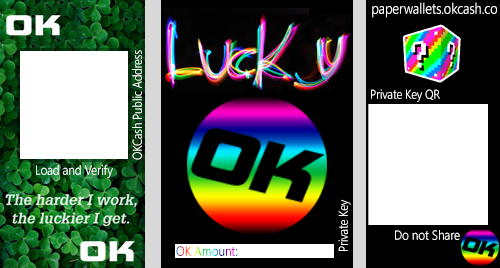 OK
OKCash Public Address
Load and Verify
The harder I work,
the luckier I get.
OK
Lucky
OK
OK Amount:
Private Key
paperwallets.okcash.co
? ?
Private Key QR
Do not Share
OK